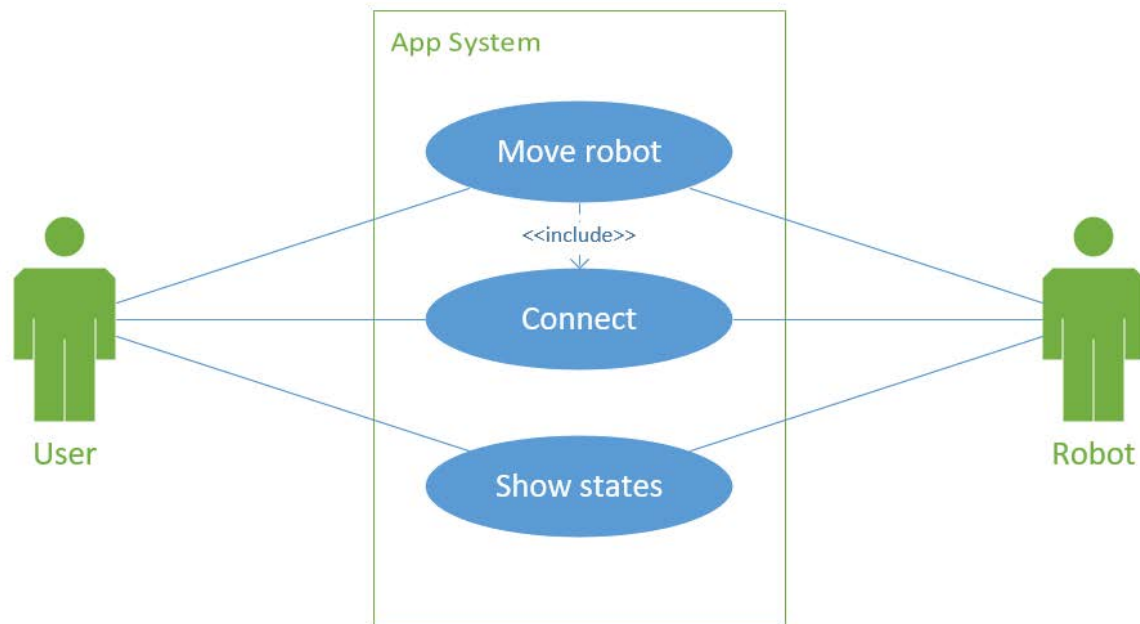 App System
Move robot
<<include>>
Connect
Show states
User
Robot